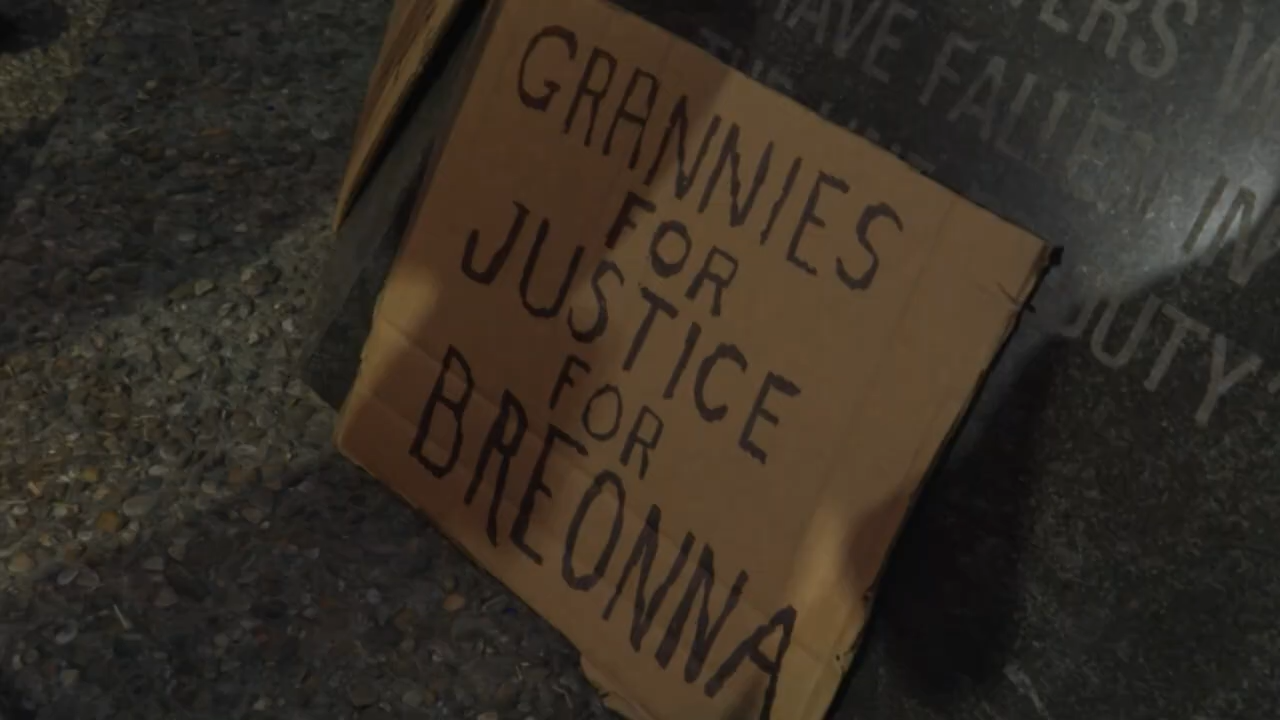 GRANNIES
FOR
JUSTICE
FOR
BREONNA
HAVE FALLEN IN
DUTY